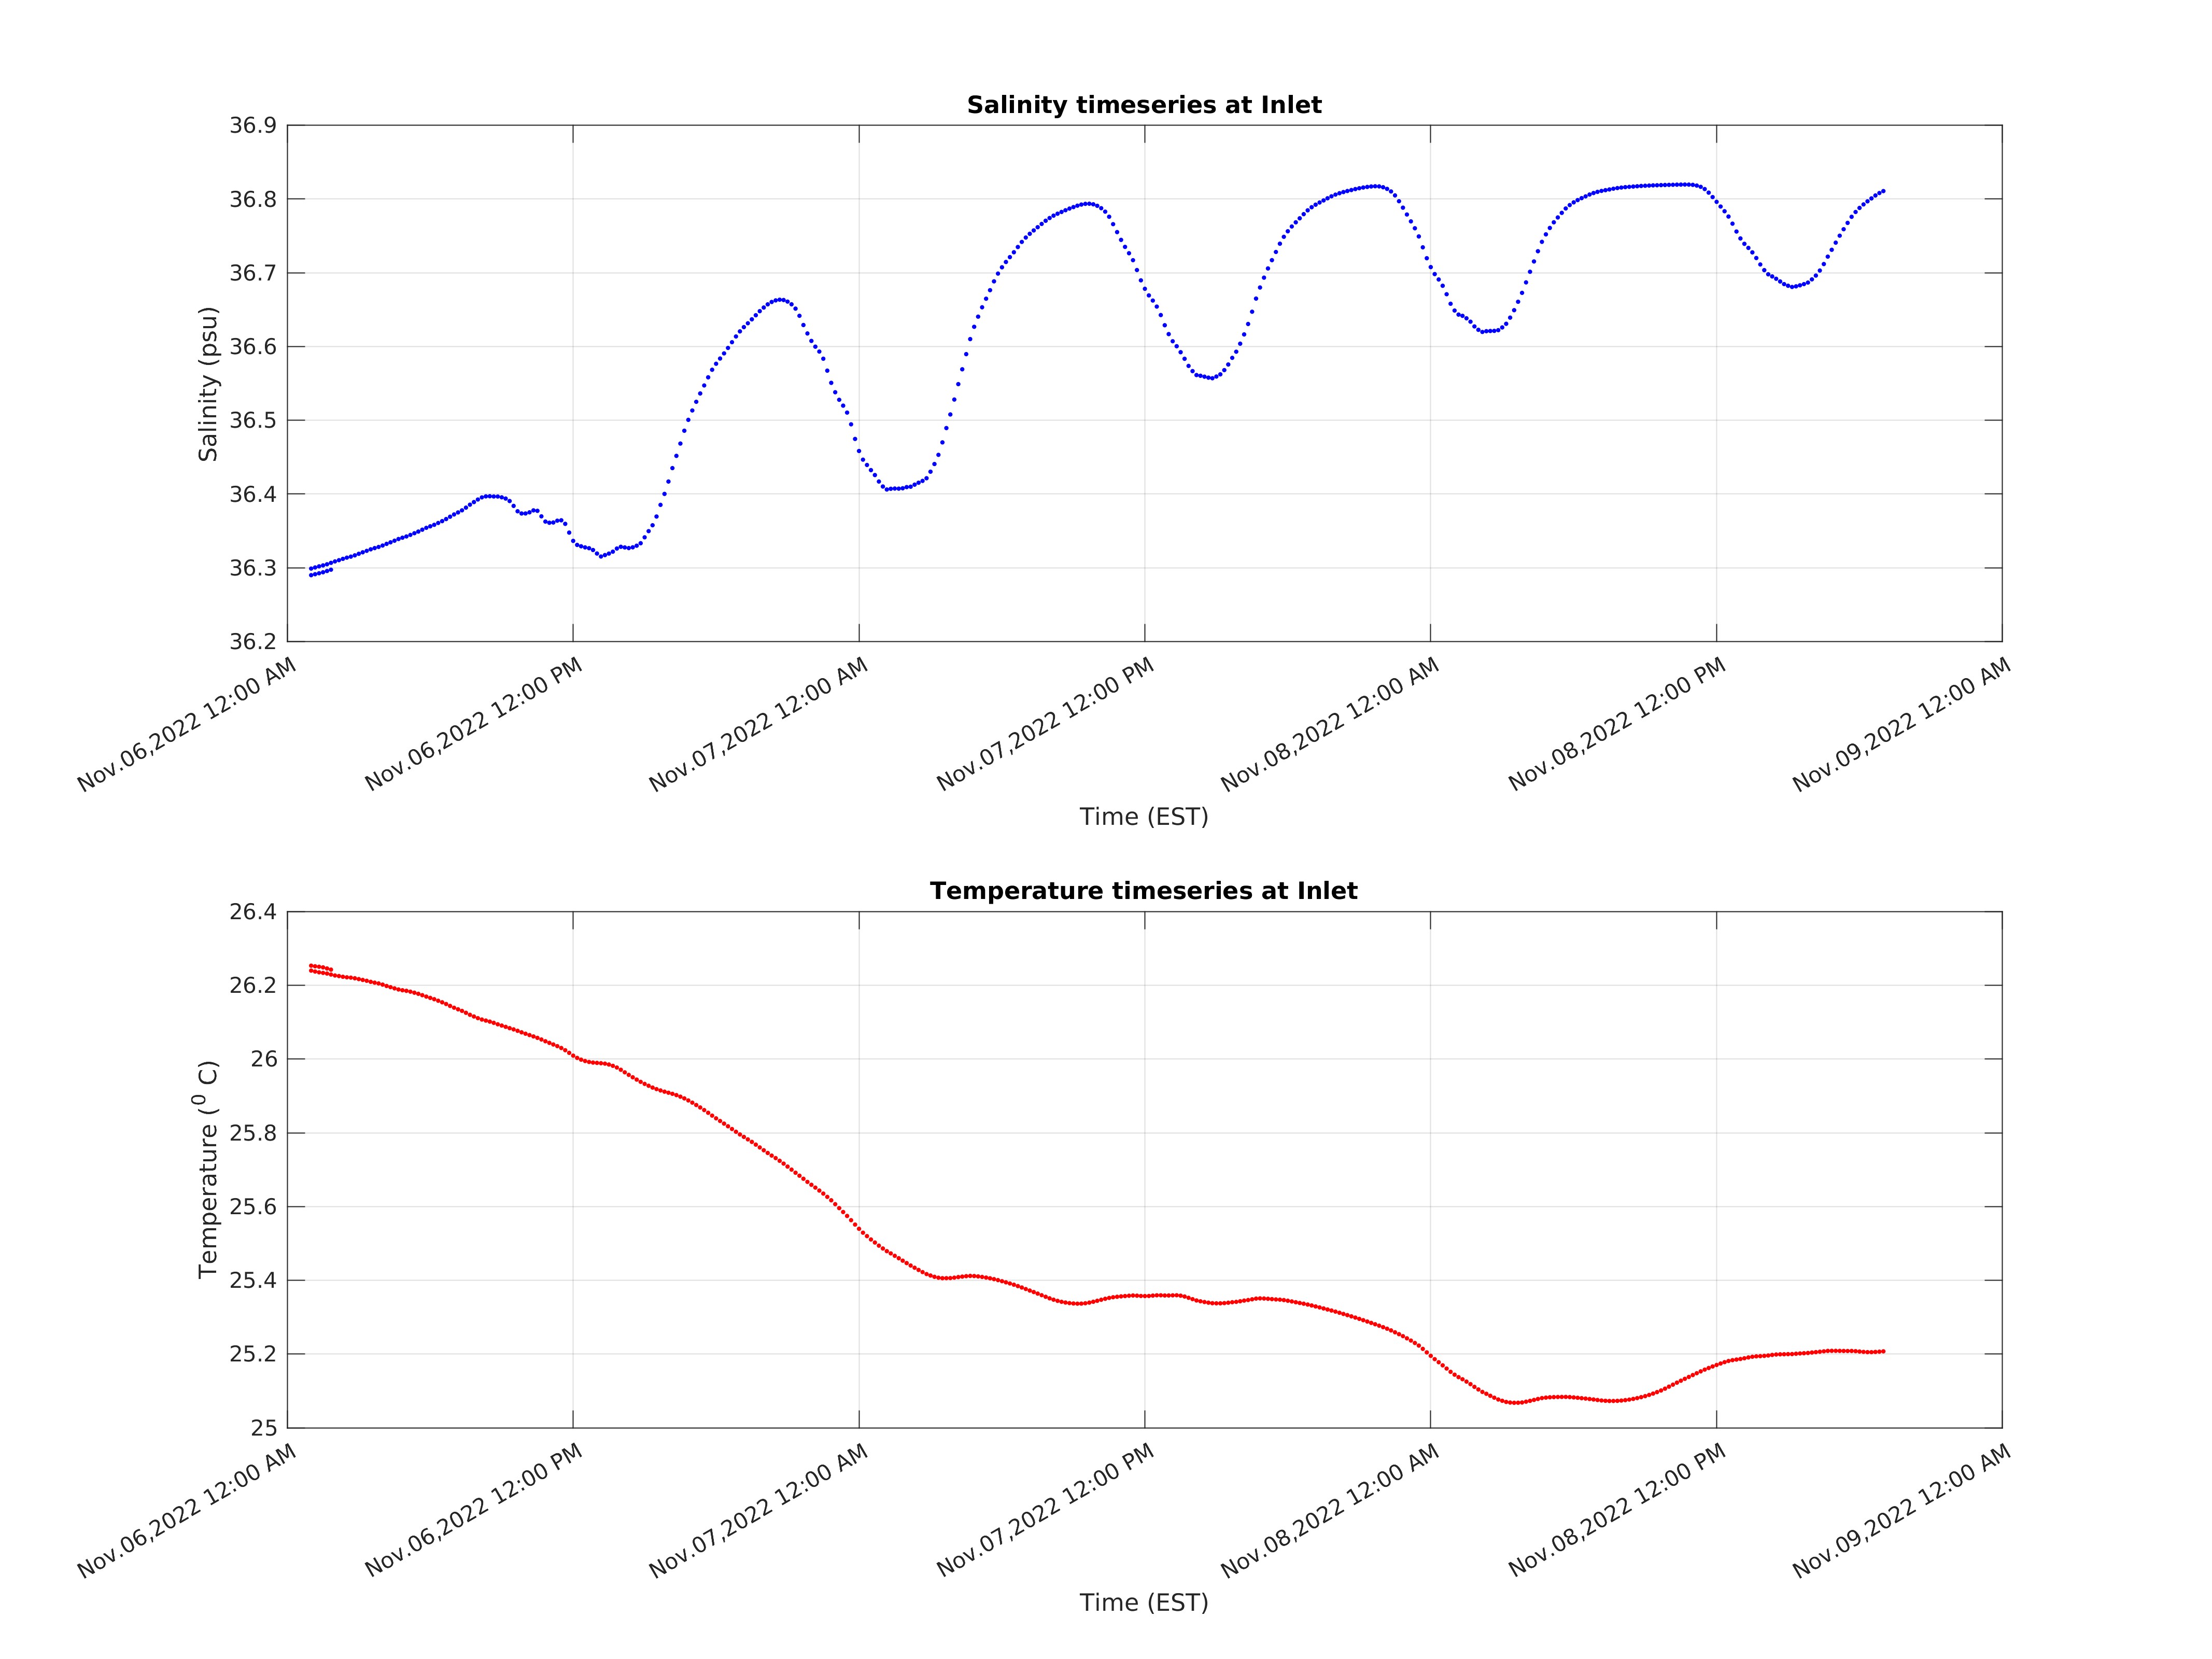 Salinity timeseries at Inlet
36.9
36.8
36.7
36.6
36.5
36.4
36.3
36.2
Salinity (psu)
Nov.06,2022 12:00 AM
Nov.06,2022 12:00 PM
Nov.07,2022 12:00 AM
Nov.07,2022 12:00 PM
Nov.08,2022 12:00 AM
Nov.08,2022 12:00 PM
Nov.09,2022 12:00 AM
Time (EST)
Temperature timeseries at Inlet
26.4
26.2
26
25.8
25.6
25.4
25.2
25
Temperature (⁰ C)
Nov.06,2022 12:00 AM
Nov.06,2022 12:00 PM
Nov.07,2022 12:00 AM
Nov.07,2022 12:00 PM
Nov.08,2022 12:00 AM
Nov.08,2022 12:00 PM
Nov.09,2022 12:00 AM
Time (EST)